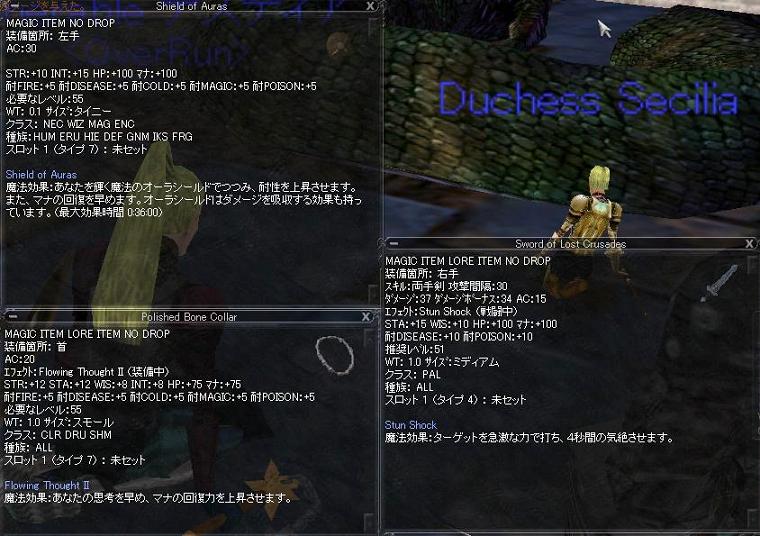 ージを与えた。
Shield of Auras
MAGIC ITEM NO DROP
装備箇所: 左手
AC:30
STR:+10 INT:+15 HP:+100 マナ:+100
耐FIRE:+5 耐DISEASE:+5 耐COLD:+5 耐MAGIC:+5 耐POISON:+5
必要なレベル:55
WT: 0.1 サイズ:タイニー
クラス: NEC WIZ MAG ENC
種族:HUM ERU HIE DEF GNM IKS FRG
スロット 1 (タイプ 7) : 未セット
Shield of Auras
魔法効果:あなたを輝く魔法のオーラシールドでつつみ、耐性を上昇させます。
また、マナの回復を早めます。オーラシールドはダメージを吸収する効果も持っ
ています。(最大効果時間 0:36:00)
Duchess Secilia
Polished Bone Collar
MAGIC ITEM LORE ITEM NO DROP
装備箇所: 首
AC:20
エフェクト:Flowing Thought II (装備中)
STR:+12 STA:+12 WIS:+8 INT:+8 HP:+75 マナ:+75
耐FIRE:+5 耐DISEASE:+5 耐COLD:+5 耐MAGIC:+5 耐POISON:+5
必要なレベル:55
WT: 1.0 サイズ:スモール
クラス: CLR DRU SHM
種族: ALL
スロット 1 (タイプ 7) : 未セット
Flowing Thought II
魔法効果:あなたの思考を早め、マナの回復力を上昇させます。
Sword of Lost Crusades
MAGIC ITEM LORE ITEM NO DROP
装備箇所: 右手
スキル:両手剣 攻撃間隔:30
ダメージ:37 ダメージボーナス:34 AC:15
エフェクト:Stun Shock (戦闘中)
STA:+15 WIS:+10 HP:+100 マナ:+100
耐DISEASE:+10 耐POISON:+10
推奨レベル:51
WT: 1.0 サイズ:ミディアム
クラス: PAL
種族: ALL
スロット 1 (タイプ 4) : 未セット
Stun Shock
魔法効果:ターゲットを急激な力で打ち、4秒間の気絶させます。